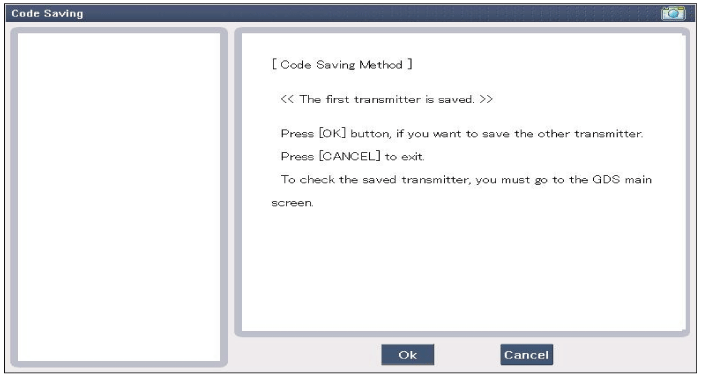 Code Saving
[ Code Saving Method ]
<< The first transmitter is saved. >>
Press [OK] button, if you want to save the other transmitter.
Press [CANCEL] to exit.
To check the saved transmitter, you must go to the GDS main
screen.
Ok
Cancel